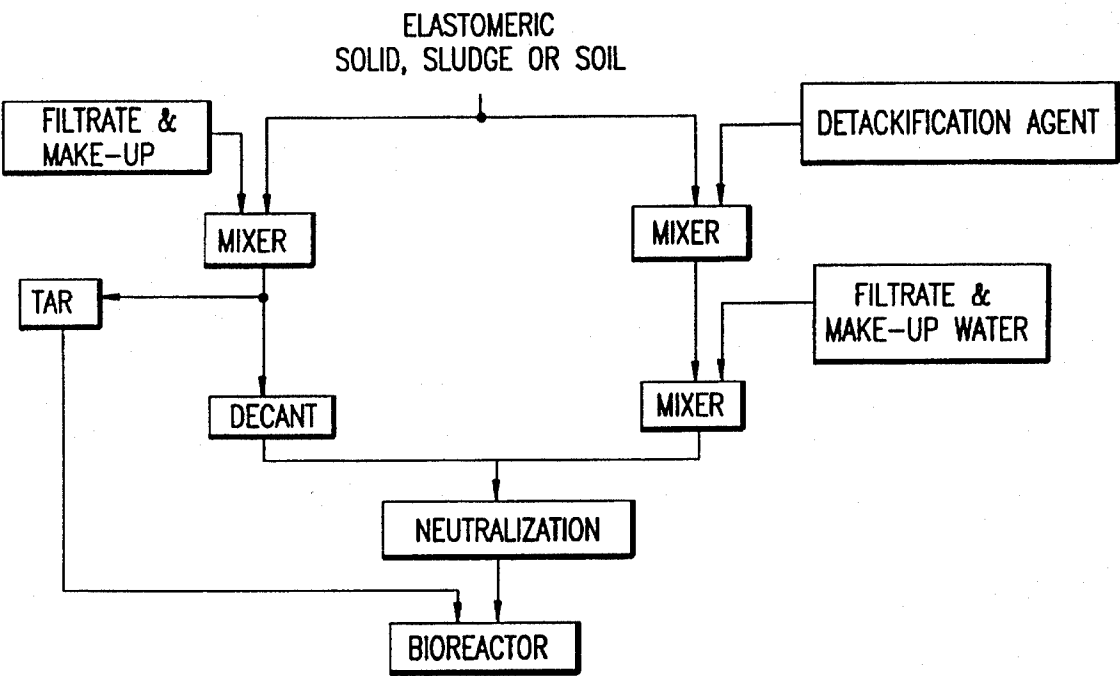 ELASTOMERIC
SOLID, SLUDGE OR SOIL
FILTRATE &
MAKE-UP
DETACKIFICATION AGENT
MIXER
MIXER
TAR
FILTRATE &
MAKE-UP WATER
DECANT
MIXER
NEUTRALIZATION
BIOREACTOR